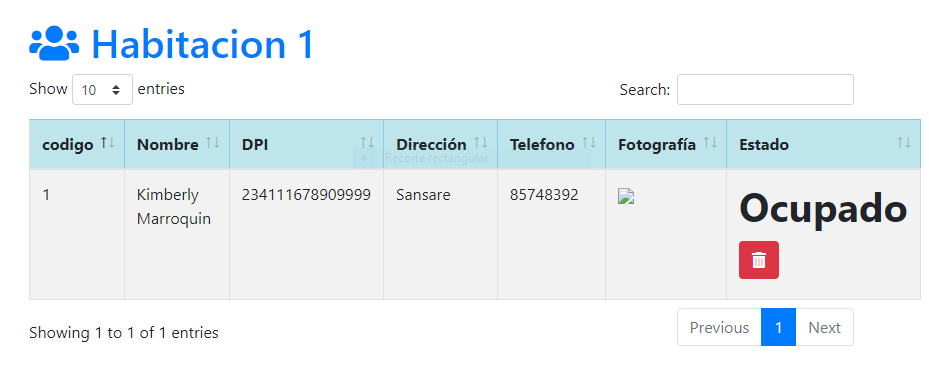 Habitacion 1
Show 10 entries
Search:
codigo Nombre DPI Dirección Telefono Fotografía Estado
Recorte rectangular
1 Kimberly 234111678909999 Sansare 85748392 Ocupado
Marroquin
Showing 1 to 1 of 1 entries
Previous 1 Next